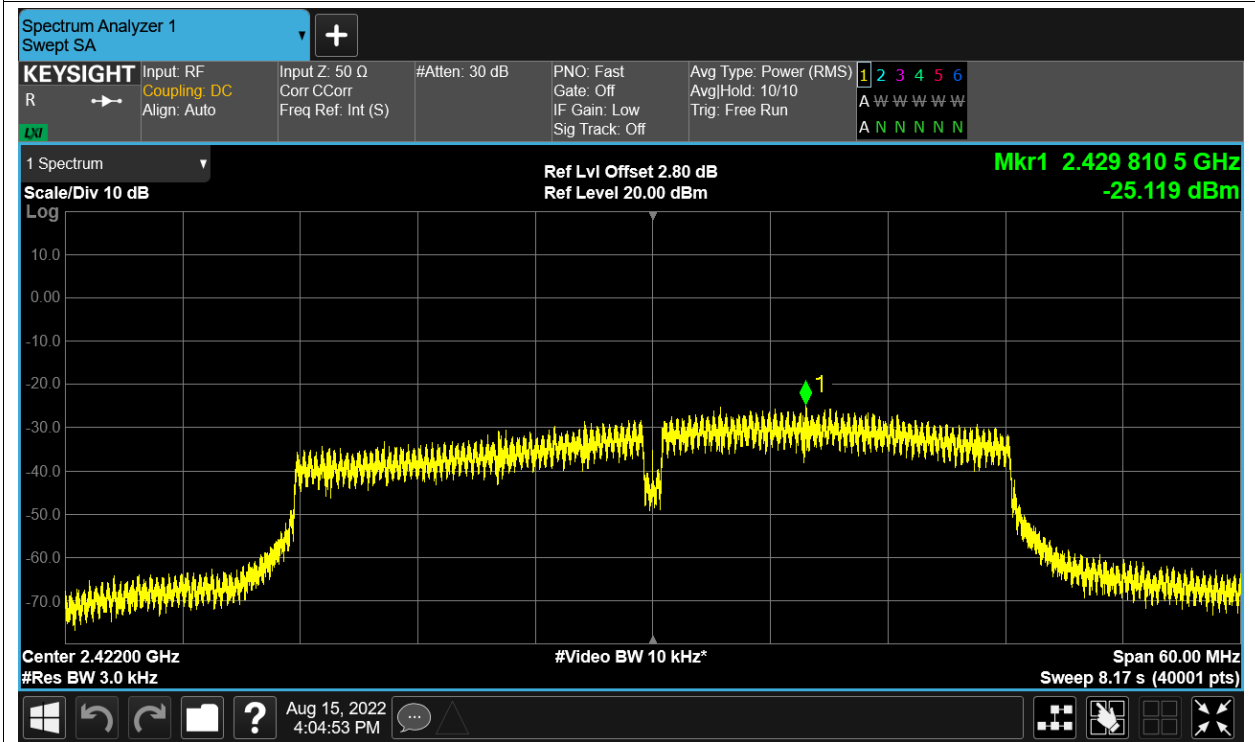 Spectrum Analyzer 1
Swept SA
+
KEYSIGHT
R
LXI
Input: RF
Coupling: DC
Align: Auto
Input Z: 50 Ω
Corr CCorr
Freq Ref: Int (S)
#Atten: 30 dB
PNO: Fast
Gate: Off
IF Gain: Low
Sig Track: Off
Avg Type: Power (RMS)
Avg|Hold: 10/10
Trig: Free Run
1 2 3 4 5 6
A W W W W W
A N N N N N
1 Spectrum
Scale/Div 10 dB
Ref Lvl Offset 2.80 dB
Ref Level 20.00 dBm
Mkr1 2.429 810 5 GHz
-25.119 dBm
Log
10.0
0.00
-10.0
-20.0
-30.0
-40.0
-50.0
-60.0
-70.0
1
Center 2.42200 GHz
#Res BW 3.0 kHz
#Video BW 10 kHz*
Span 60.00 MHz
Sweep 8.17 s (40001 pts)
?
Aug 15, 2022
4:04:53 PM